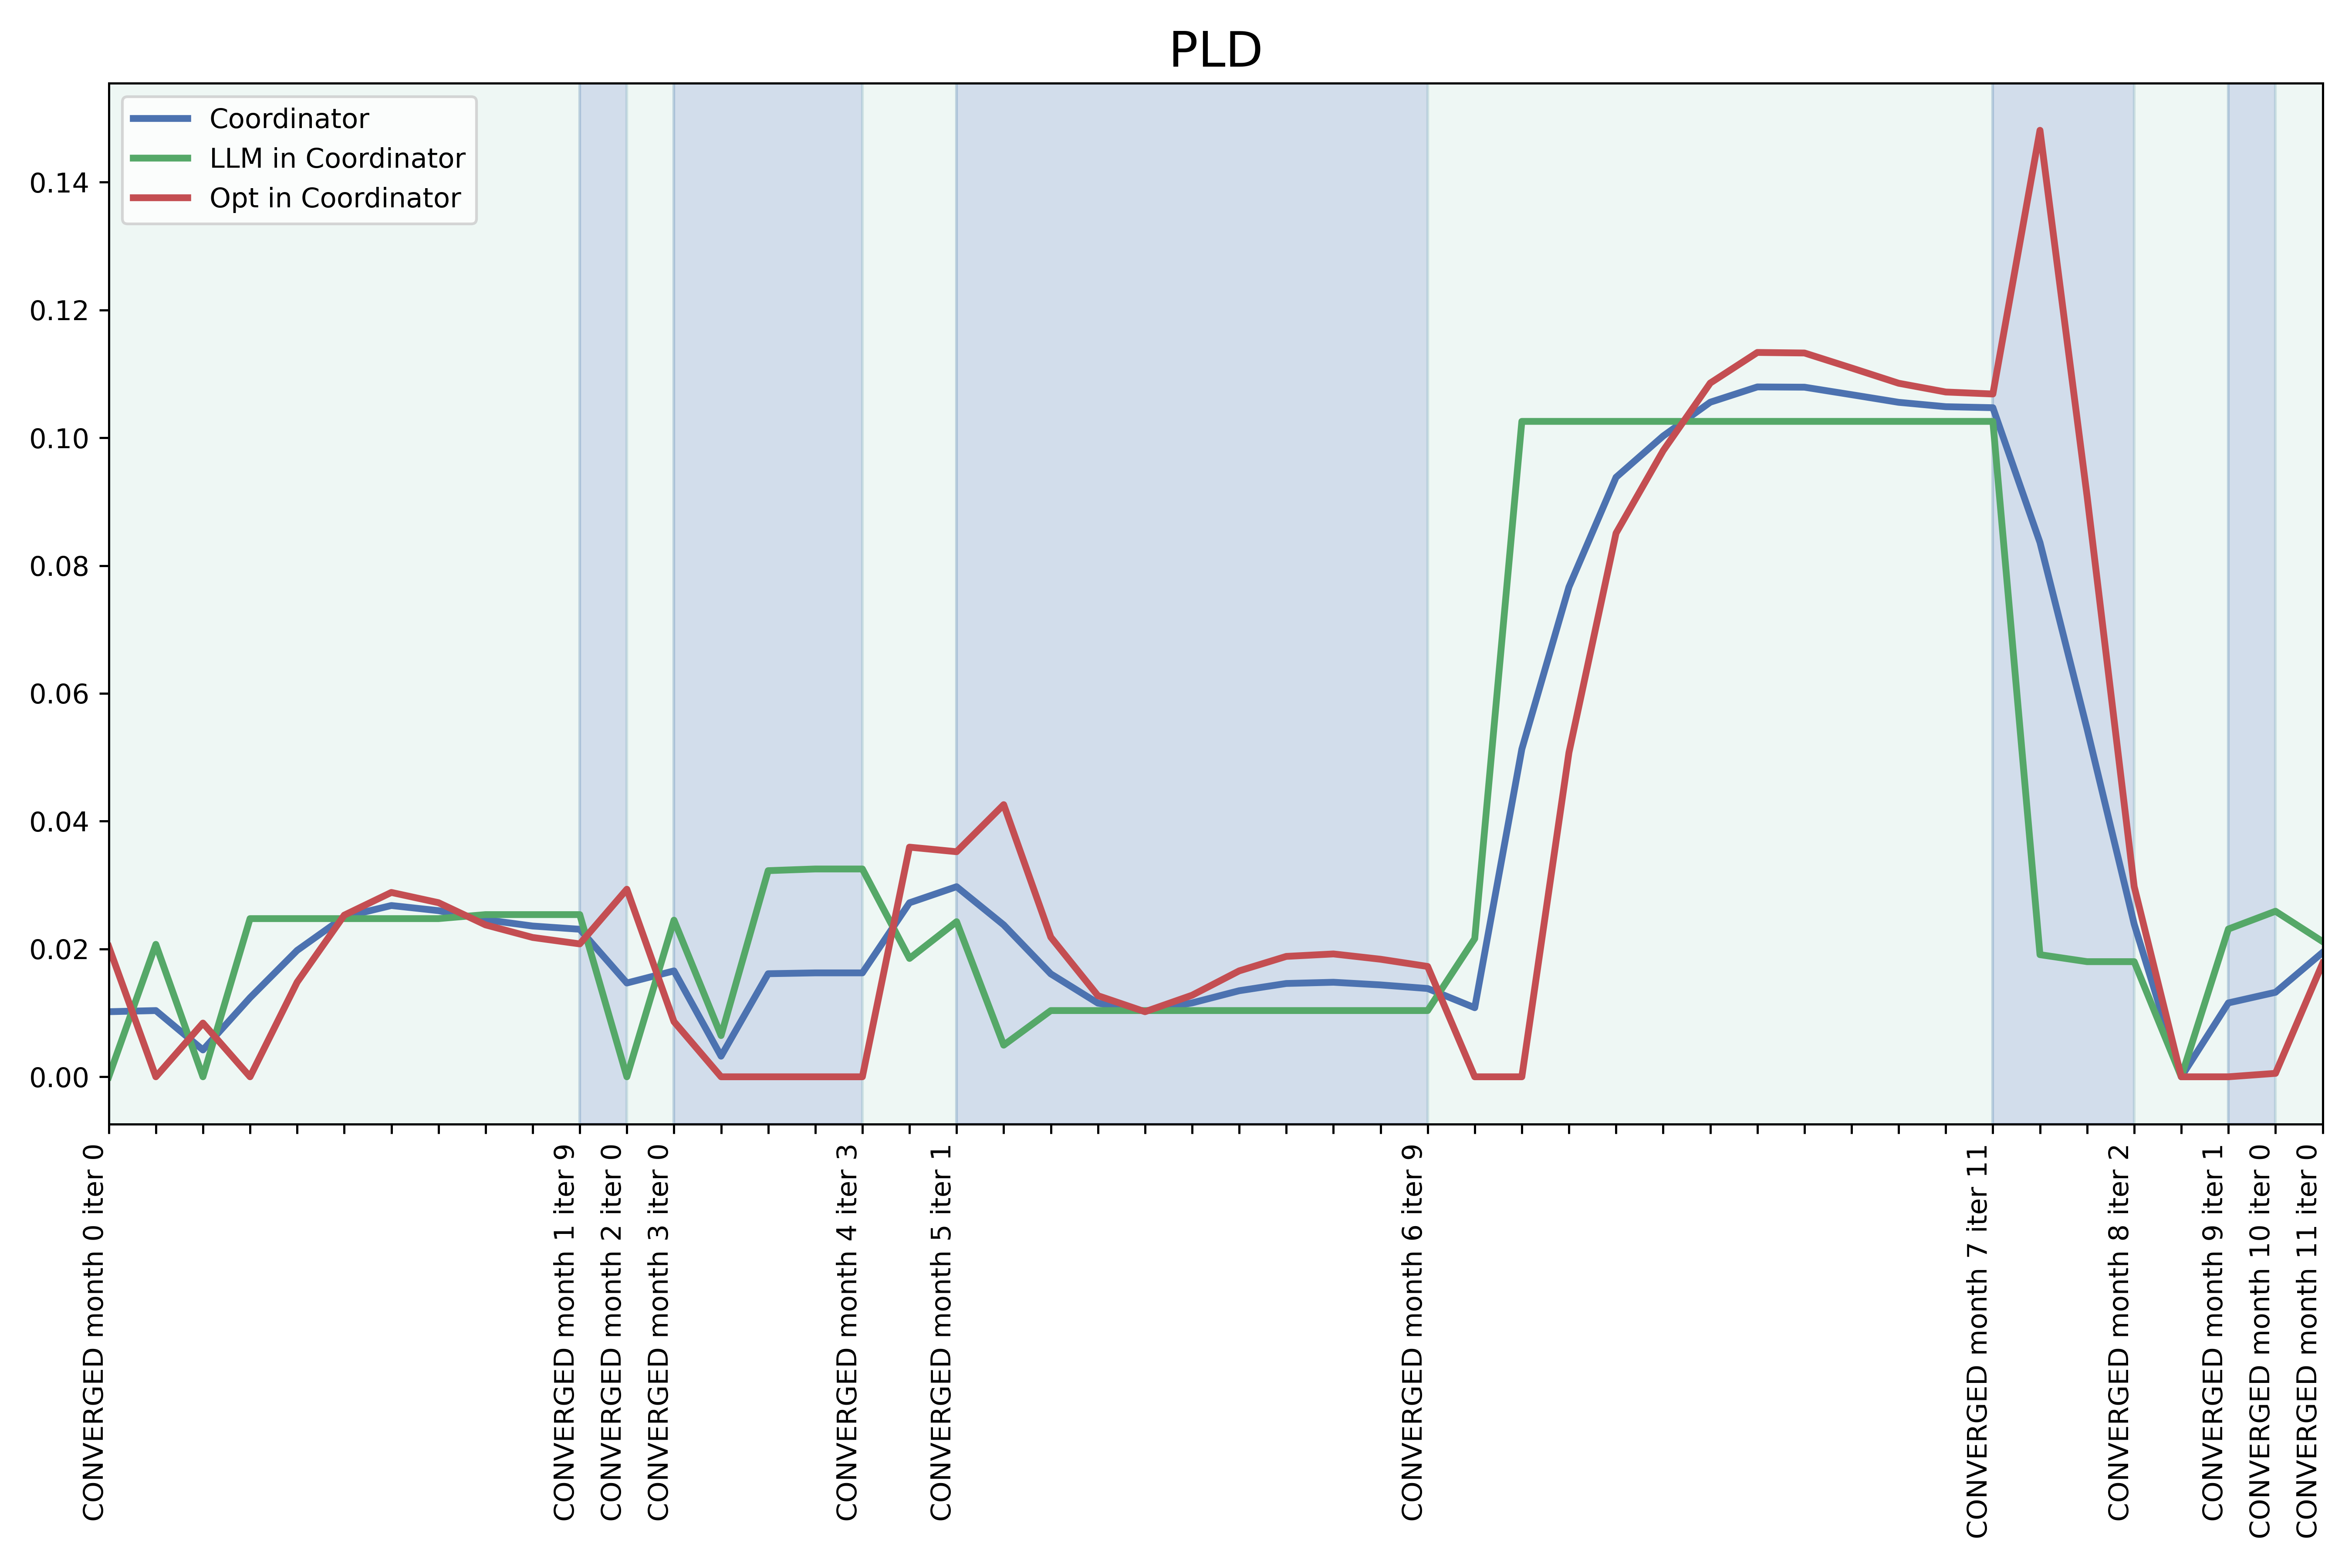 PLD
Coordinator
LLM in Coordinator
Opt in Coordinator
0.14
0.12
0.10
0.08
0.06
0.04
0.02
0.00
CONVERGED month 0 iter 0
CONVERGED month 1 iter 9
CONVERGED month 2 iter 0
CONVERGED month 3 iter 0
CONVERGED month 4 iter 3
CONVERGED month 5 iter 1
CONVERGED month 6 iter 9
CONVERGED month 7 iter 11
CONVERGED month 8 iter 2
CONVERGED month 9 iter 1
CONVERGED month 10 iter 0
CONVERGED month 11 iter 0